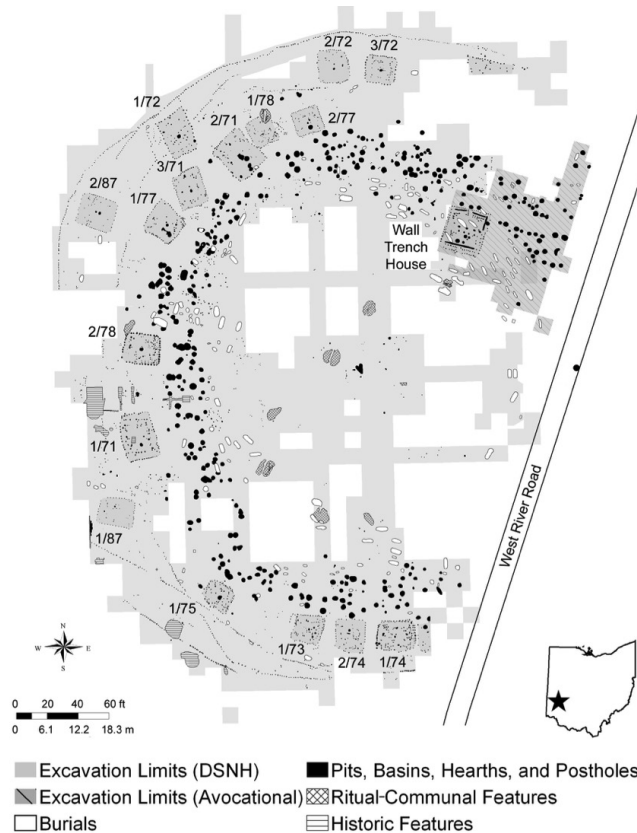 2/72 3/72
1/72
1/78
2/71
2/77
3/71
2/87
1/77
Wall
Trench
House
2/78
1/71
1/87
1/75
1/73
2/74
1/74
West River Road
N
W E
S
0 20 40 60 ft
0 6.1 12.2 18.3 m
Excavation Limits (DSNH)
Pits, Basins, Hearths, and Postholes
Excavation Limits (Avocational)
Ritual-Communal Features
Burials
Historic Features